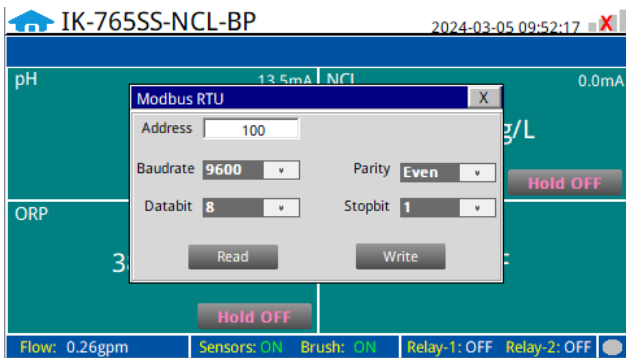 IK-765SS-NCL-BP 2024-03-05 09:52:17 X
pH 13.5mA NCL 0.0mA
Modbus RTU X
Address 100
g/L
Baudrate 9600 Parity Even
Hold OFF
Databit 8 Stopbit 1
ORP
Read Write
Hold OFF
Flow: 0.26gpm Sensors: ON Brush: ON Relay-1: OFF Relay-2: OFF